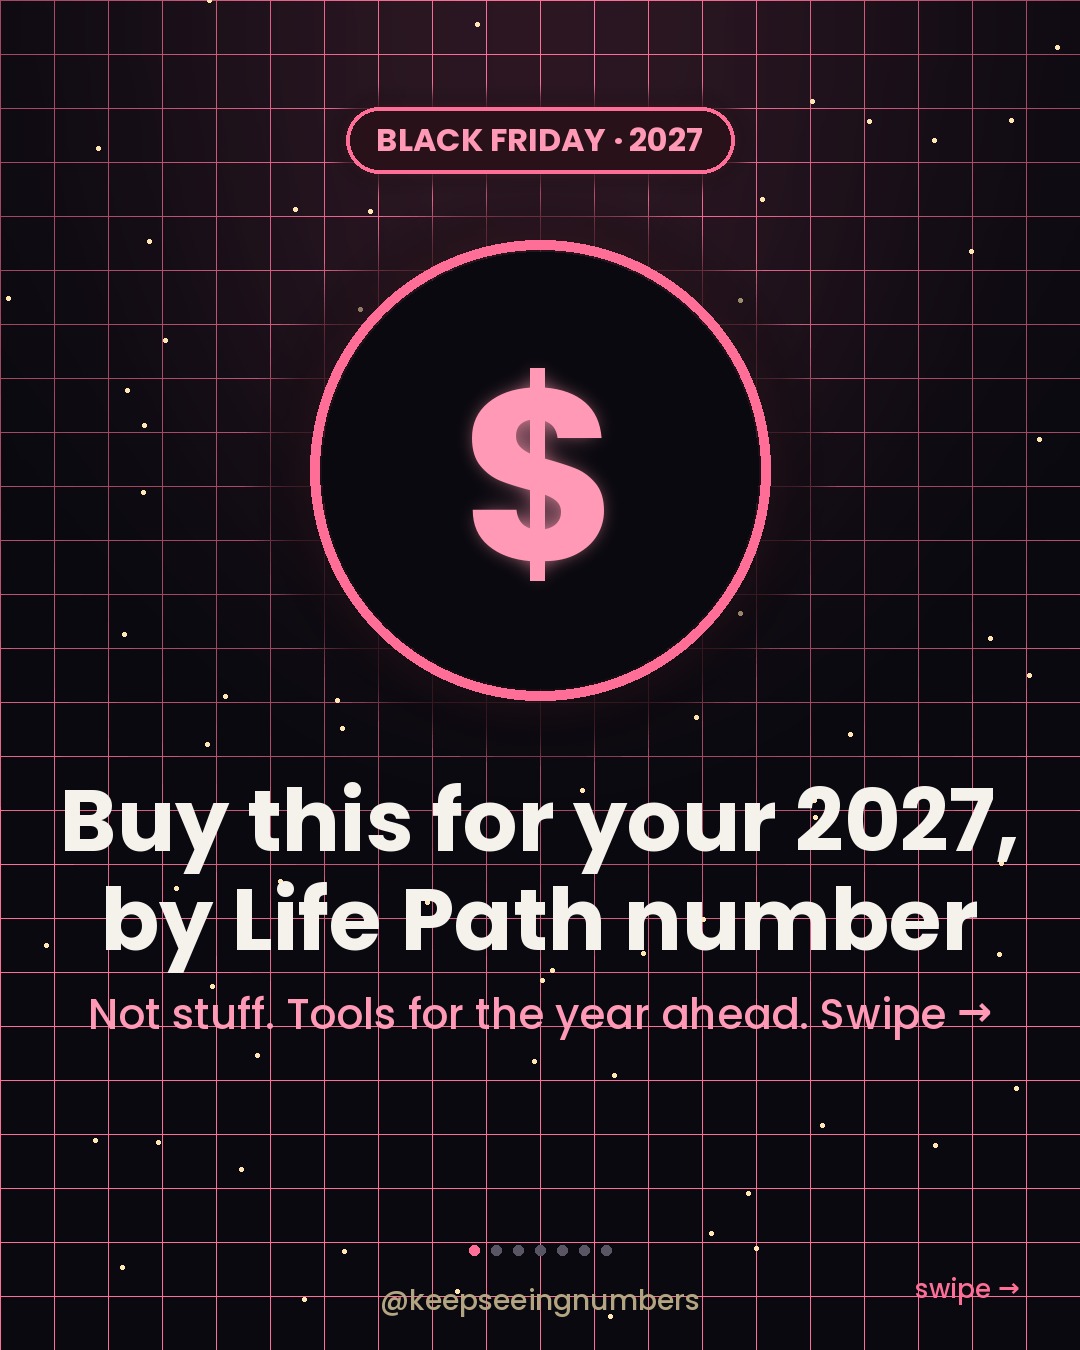 BLACK FRIDAY · 2027
$
Buy this for your 2027,
by Life Path number
Not stuff. Tools for the year ahead. Swipe →
swipe →
@keepseeingnumbers